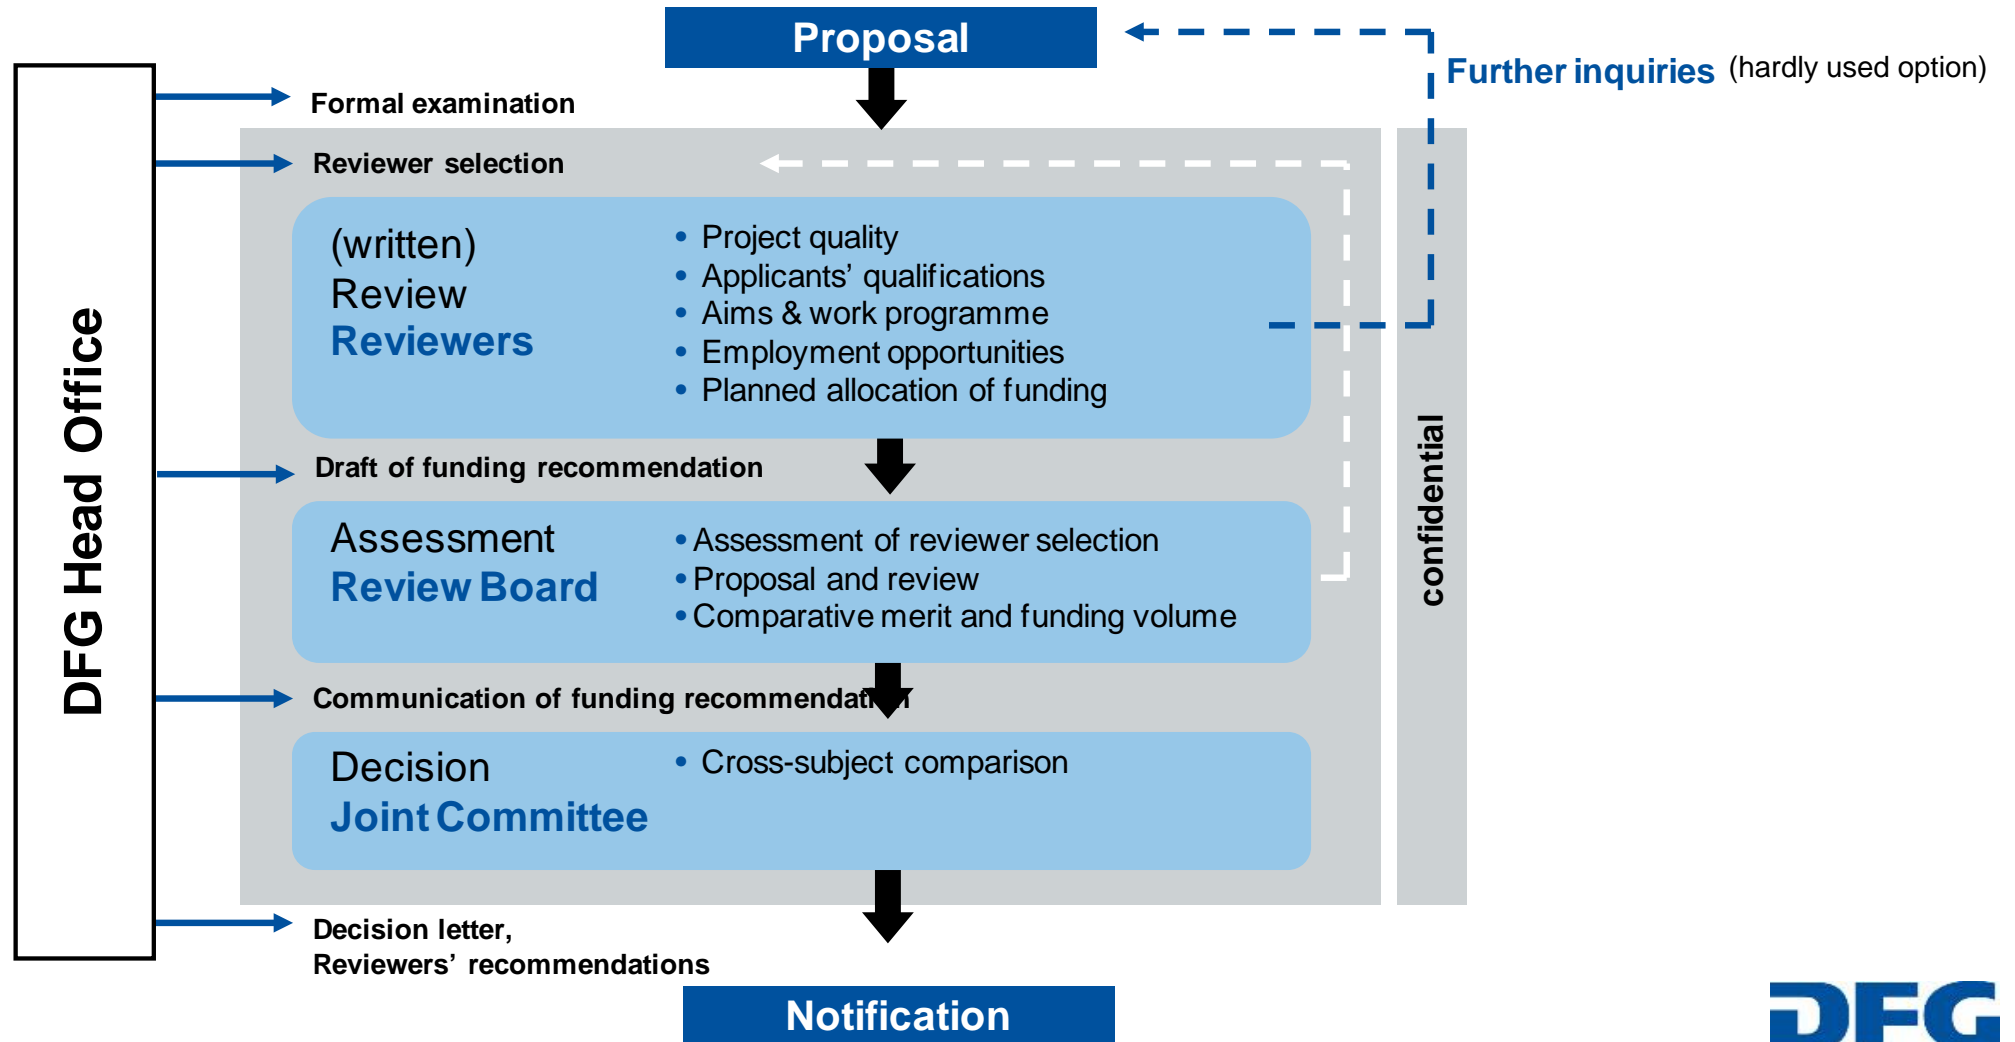 Proposal
Further inquiries (hardly used option)
Formal examination
Reviewer selection
(written)
Review
Reviewers
• Project quality
• Applicants’ qualifications
• Aims & work programme
• Employment opportunities
• Planned allocation of funding
DFG Head Office
confidential
Draft of funding recommendation
Assessment
Review Board
• Assessment of reviewer selection
• Proposal and review
• Comparative merit and funding volume
Communication of funding recommendation
Decision
Joint Committee
• Cross-subject comparison
Decision letter,
Reviewers’ recommendations
Notification
DFG